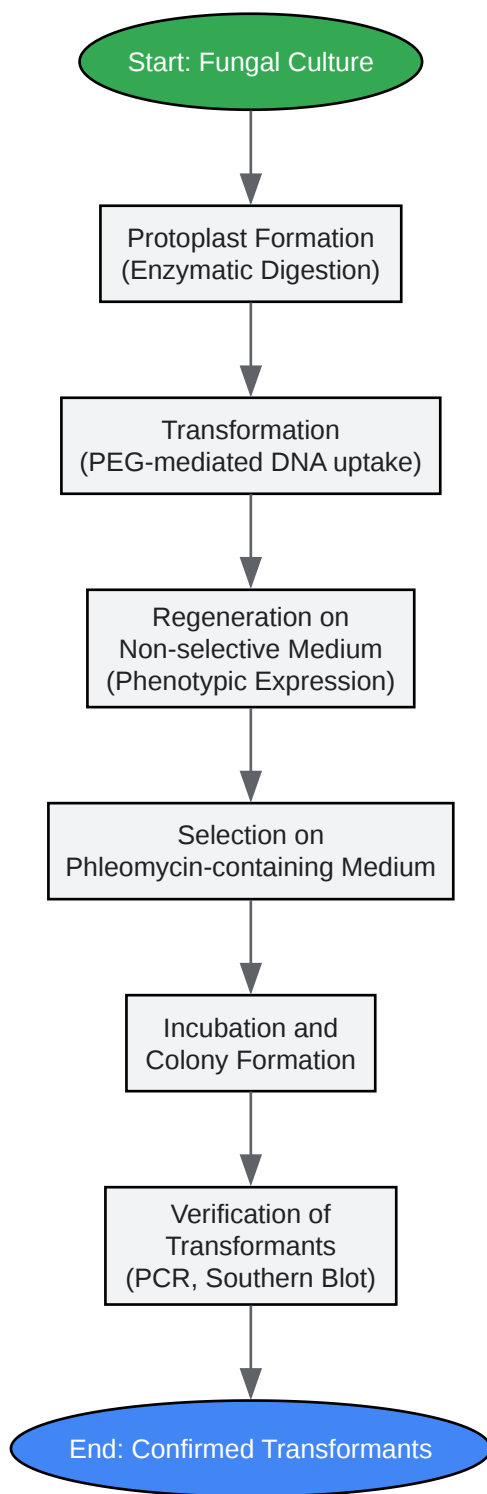 Start: Fungal Culture
Protoplast Formation
(Enzymatic Digestion)
Transformation
(PEG-mediated DNA uptake)
Regeneration on
Non-selective Medium
(Phenotypic Expression)
Selection on
Phleomycin-containing Medium
Incubation and
Colony Formation
Verification of
Transformants
(PCR, Southern Blot)
End: Confirmed Transformants